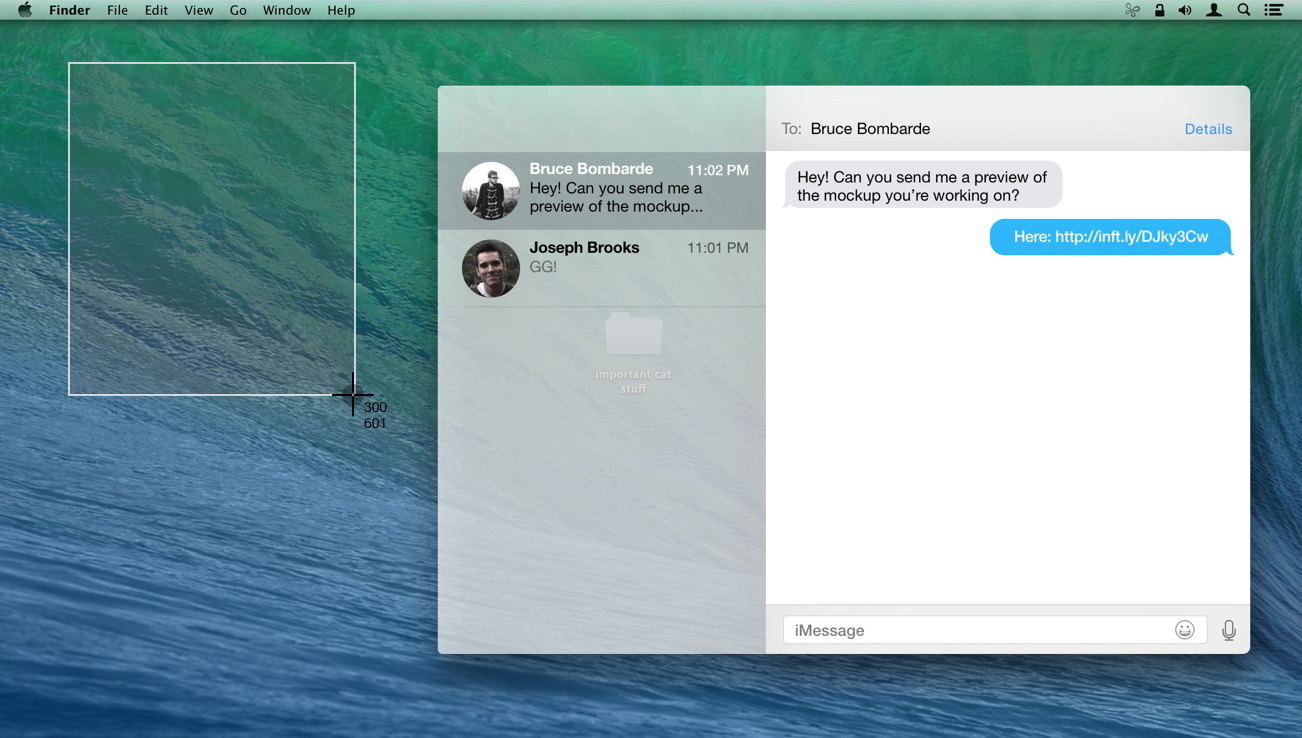 Finder File Edit View Go Window Help
300
601
Bruce Bombarde 11:02 PM
Hey! Can you send me a
preview of the mockup...
Joseph Brooks 11:01 PM
GG!
important cat
stuff
To: Bruce Bombarde Details
Hey! Can you send me a preview of
the mockup you’re working on?
Here: http://inft.ly/DJky3Cw
iMessage